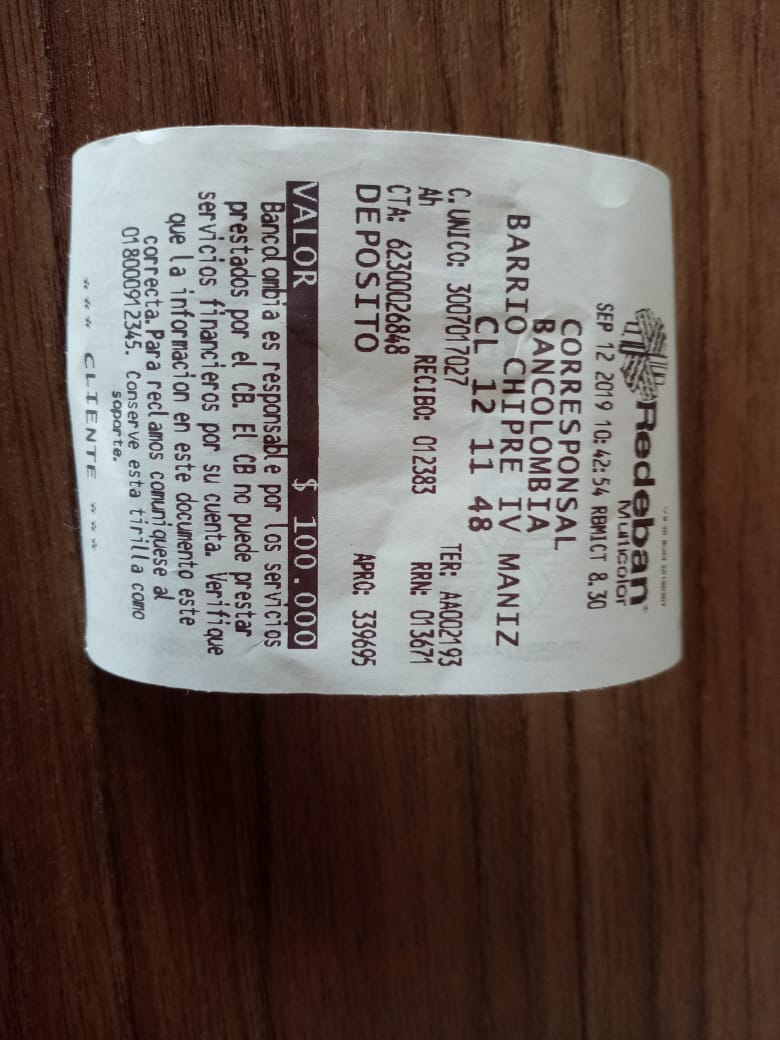 Redeban
Multicolor
SEP 12 2019 10:42:54 RBMICT 8.30
CORRESPONSAL
BANCOLOMBIA
BARRIO CHIPRE IV MANIZ
CL 12 11 48
C. UNICO: 3007017027 TER: AA002193
Ah RECIBO: 012383 RRN: 013671
CTA: 62300026848
DEPOSITO APRO: 339695
VALOR $ 100.000
Bancolombia es responsable por los servicios
prestados por el CB. El CB no puede prestar
servicios financieros por su cuenta. Verifique
que la informacion en este documento este
correcta. Para reclamos comuniquese al
018000912345. Conserve esta tirilla como
soporte.
*** CLIENTE ***